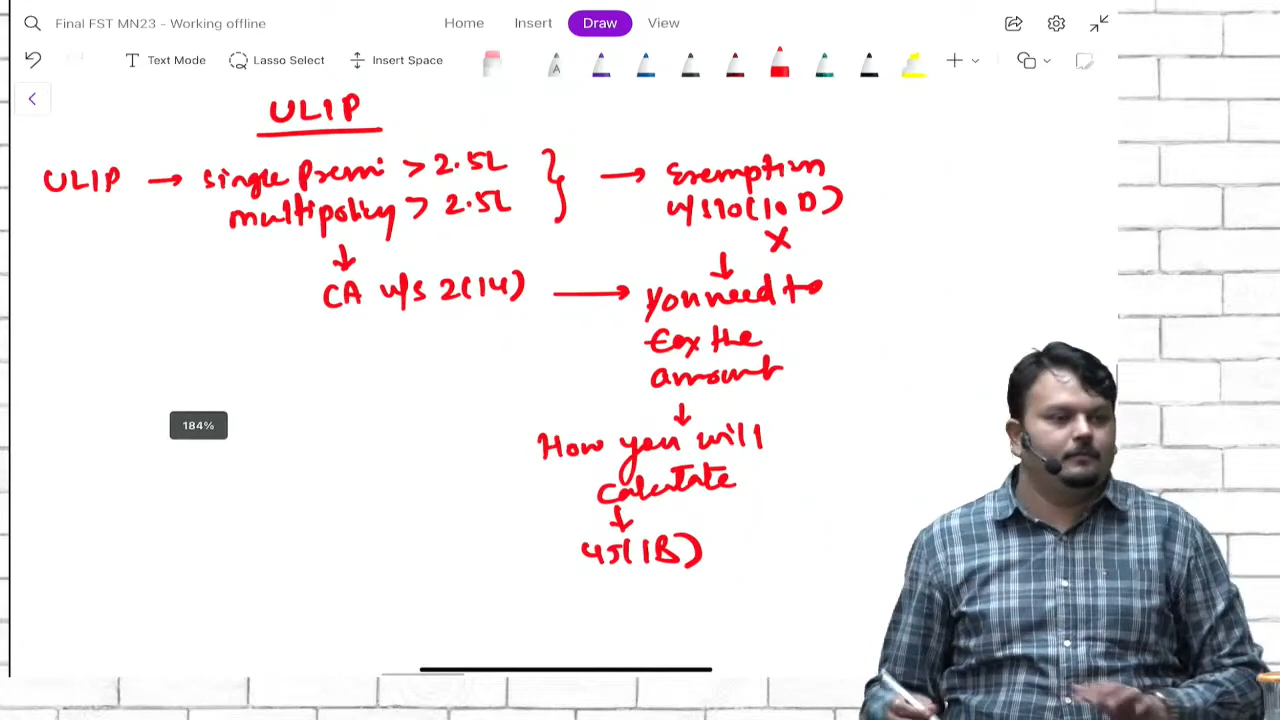 Final FST MN23 - Working offline
Home Insert Draw View
Text Mode Lasso Select Insert Space
A
ULIP
ULIP → single Premi > 2.5L
multipolicy > 2.5L
→ Exemption
u/s 10(10D)
X
↓
CA u/s 2(14) → you need to
tax the
amount
↓
How you will
calculate
↓
45(1B)
184%